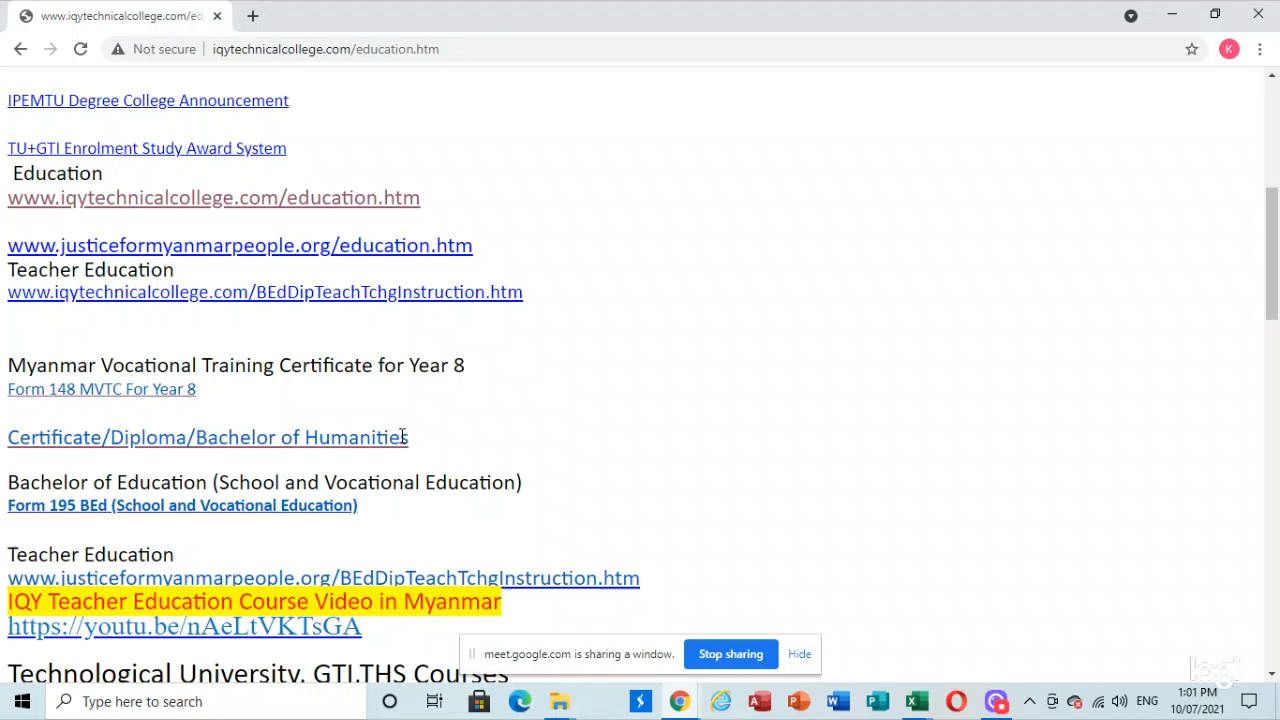 www.iqytechnicalcollege.com/ed
Not secure
iqytechnicalcollege.com/education.htm
K
IPEMTU Degree College Announcement
TU+GTI Enrolment Study Award System
Education
www.iqytechnicalcollege.com/education.htm
www.justiceformyanmarpeople.org/education.htm
Teacher Education
www.iqytechnicalcollege.com/BEdDipTeachTchgInstruction.htm
Myanmar Vocational Training Certificate for Year 8
Form 148 MVTC For Year 8
Certificate/Diploma/Bachelor of Humanities
Bachelor of Education (School and Vocational Education)
Form 195 BEd (School and Vocational Education)
Teacher Education
www.justiceformyanmarpeople.org/BEdDipTeachTchgInstruction.htm
IQY Teacher Education Course Video in Myanmar
https://youtu.be/nAeLtVKTsGA
meet.google.com is sharing a window.
Stop sharing
Hide
Technological University, GTI,THS Courses
Type here to search
ENG
1:01 PM
10/07/2021